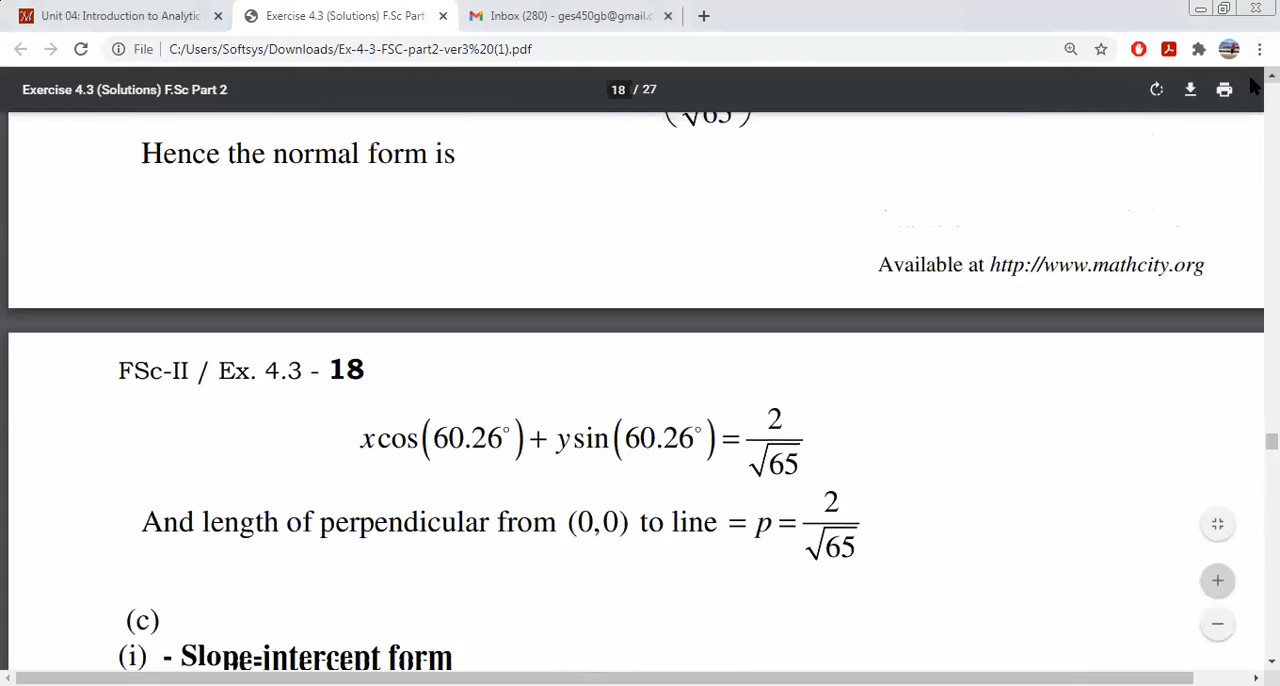 Unit 04: Introduction to Analytic
Exercise 4.3 (Solutions) F.Sc Part
Inbox (280) - ges450gb@gmail.c
File C:/Users/Softsys/Downloads/Ex-4-3-FSC-part2-ver3%20(1).pdf
Exercise 4.3 (Solutions) F.Sc Part 2
18 / 27
(√65)
Hence the normal form is
Available at http://www.mathcity.org
FSc-II / Ex. 4.3 - 18
x cos(60.26°) + y sin(60.26°) = 2/√65
And length of perpendicular from (0,0) to line = p = 2/√65
(c)
(i) - Slope-intercept form